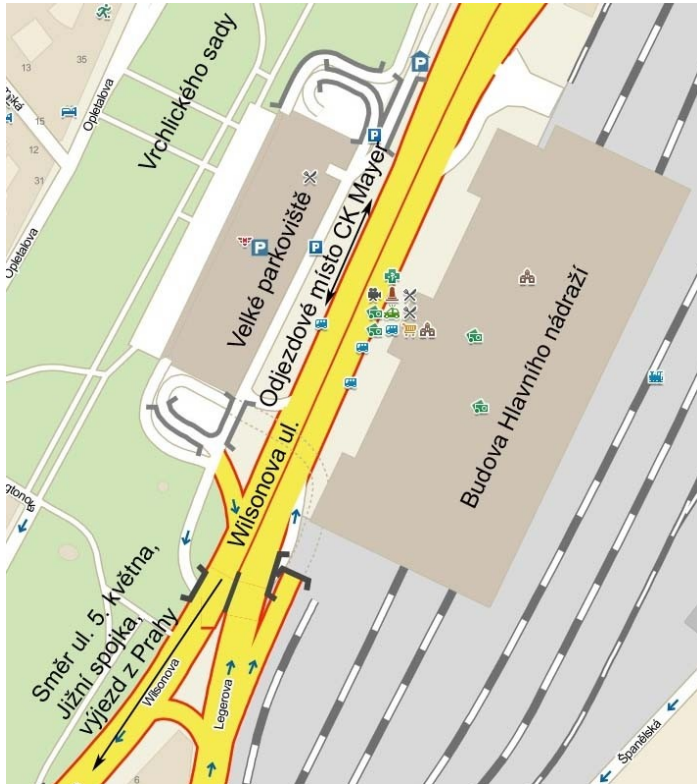 Vrchlického sady
35
13
Opletalova
15
12
31
Opletalova
Velké parkoviště
Odjezdové místo CK Mayer
Budova Hlavního nádraží
Wilsonova ul.
Směr ul. 5. května,
Jižní spojka,
výjezd z Prahy
Wilsonova
Legerova
Španělská
6
P
P
P
P